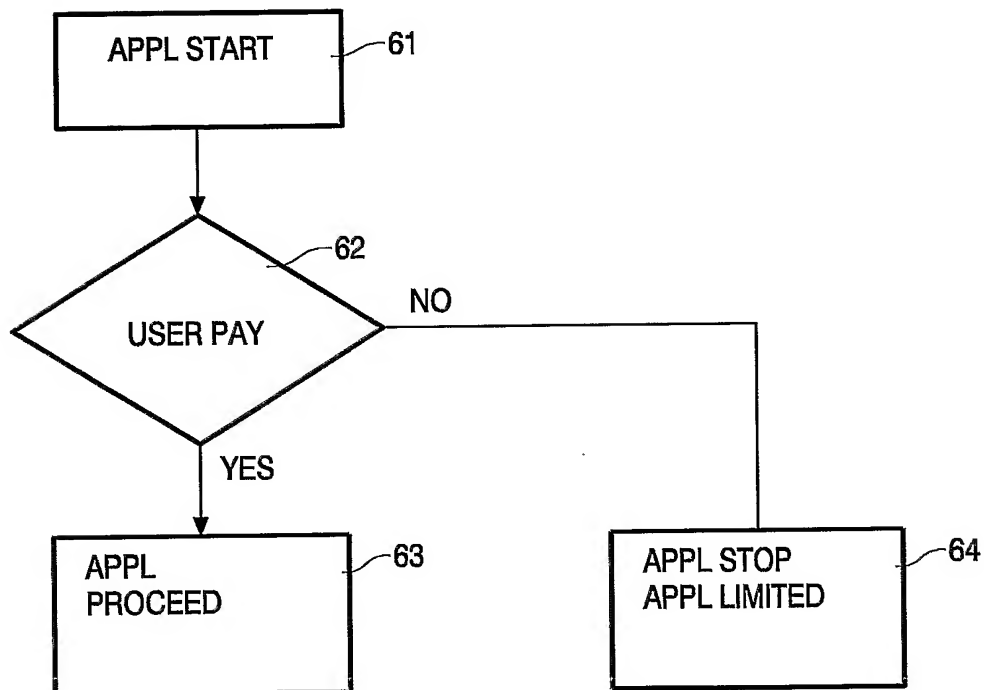 APPL START
61
62
NO
USER PAY
YES
APPL
PROCEED
63
APPL STOP
APPL LIMITED
64